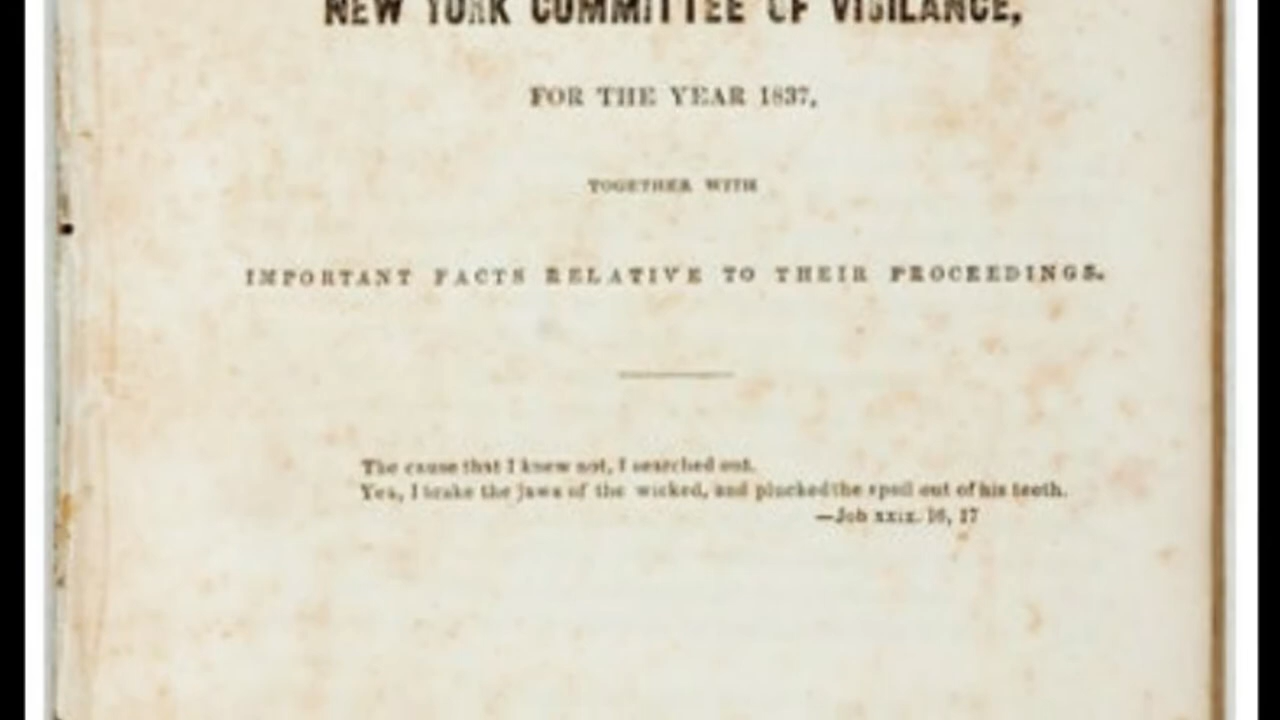 NEW YORK COMMITTEE OF VIGILANCE,
FOR THE YEAR 1837,
TOGETHER WITH
IMPORTANT FACTS RELATIVE TO THEIR PROCEEDINGS.
The cause that I knew not, I searched out.
Yea, I brake the jaws of the wicked, and plucked the spoil out of his teeth.
—Job xxix. 16, 17